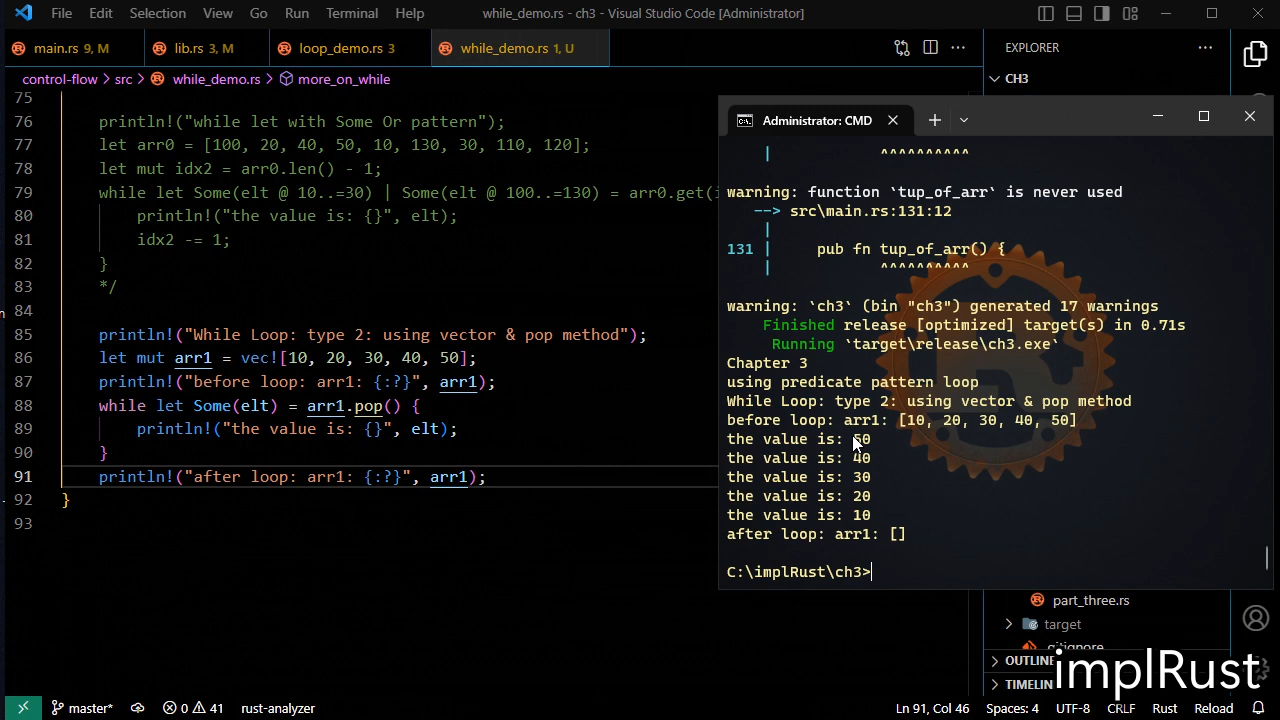 File Edit Selection View Go Run Terminal Help while_demo.rs - ch3 - Visual Studio Code [Administrator]
main.rs 9, M lib.rs 3, M loop_demo.rs 3 while_demo.rs 1, U
control-flow > src > while_demo.rs > more_on_while
75
76 println!("while let with Some Or pattern");
77 let arr0 = [100, 20, 40, 50, 10, 130, 30, 110, 120];
78 let mut idx2 = arr0.len() - 1;
79 while let Some(elt @ 10..=30) | Some(elt @ 100..=130) = arr0.get(i
80 println!("the value is: {}", elt);
81 idx2 -= 1;
82 }
83 */
84
85 println!("While Loop: type 2: using vector & pop method");
86 let mut arr1 = vec![10, 20, 30, 40, 50];
87 println!("before loop: arr1: {:?}", arr1);
88 while let Some(elt) = arr1.pop() {
89 println!("the value is: {}", elt);
90 }
91 println!("after loop: arr1: {:?}", arr1);
92 }
93
EXPLORER
CH3
Administrator: CMD
| ^^^^^^^^^^
warning: function `tup_of_arr` is never used
--> src\main.rs:131:12
|
131 | pub fn tup_of_arr() {
| ^^^^^^^^^^
warning: `ch3` (bin "ch3") generated 17 warnings
Finished release [optimized] target(s) in 0.71s
Running `target\release\ch3.exe`
Chapter 3
using predicate pattern loop
While Loop: type 2: using vector & pop method
before loop: arr1: [10, 20, 30, 40, 50]
the value is: 50
the value is: 40
the value is: 30
the value is: 20
the value is: 10
after loop: arr1: []
C:\implRust\ch3>
part_three.rs
target
.gitignore
OUTLINE
TIMELIN
implRust
master* 0 41 rust-analyzer Ln 91, Col 46 Spaces: 4 UTF-8 CRLF Rust Reload